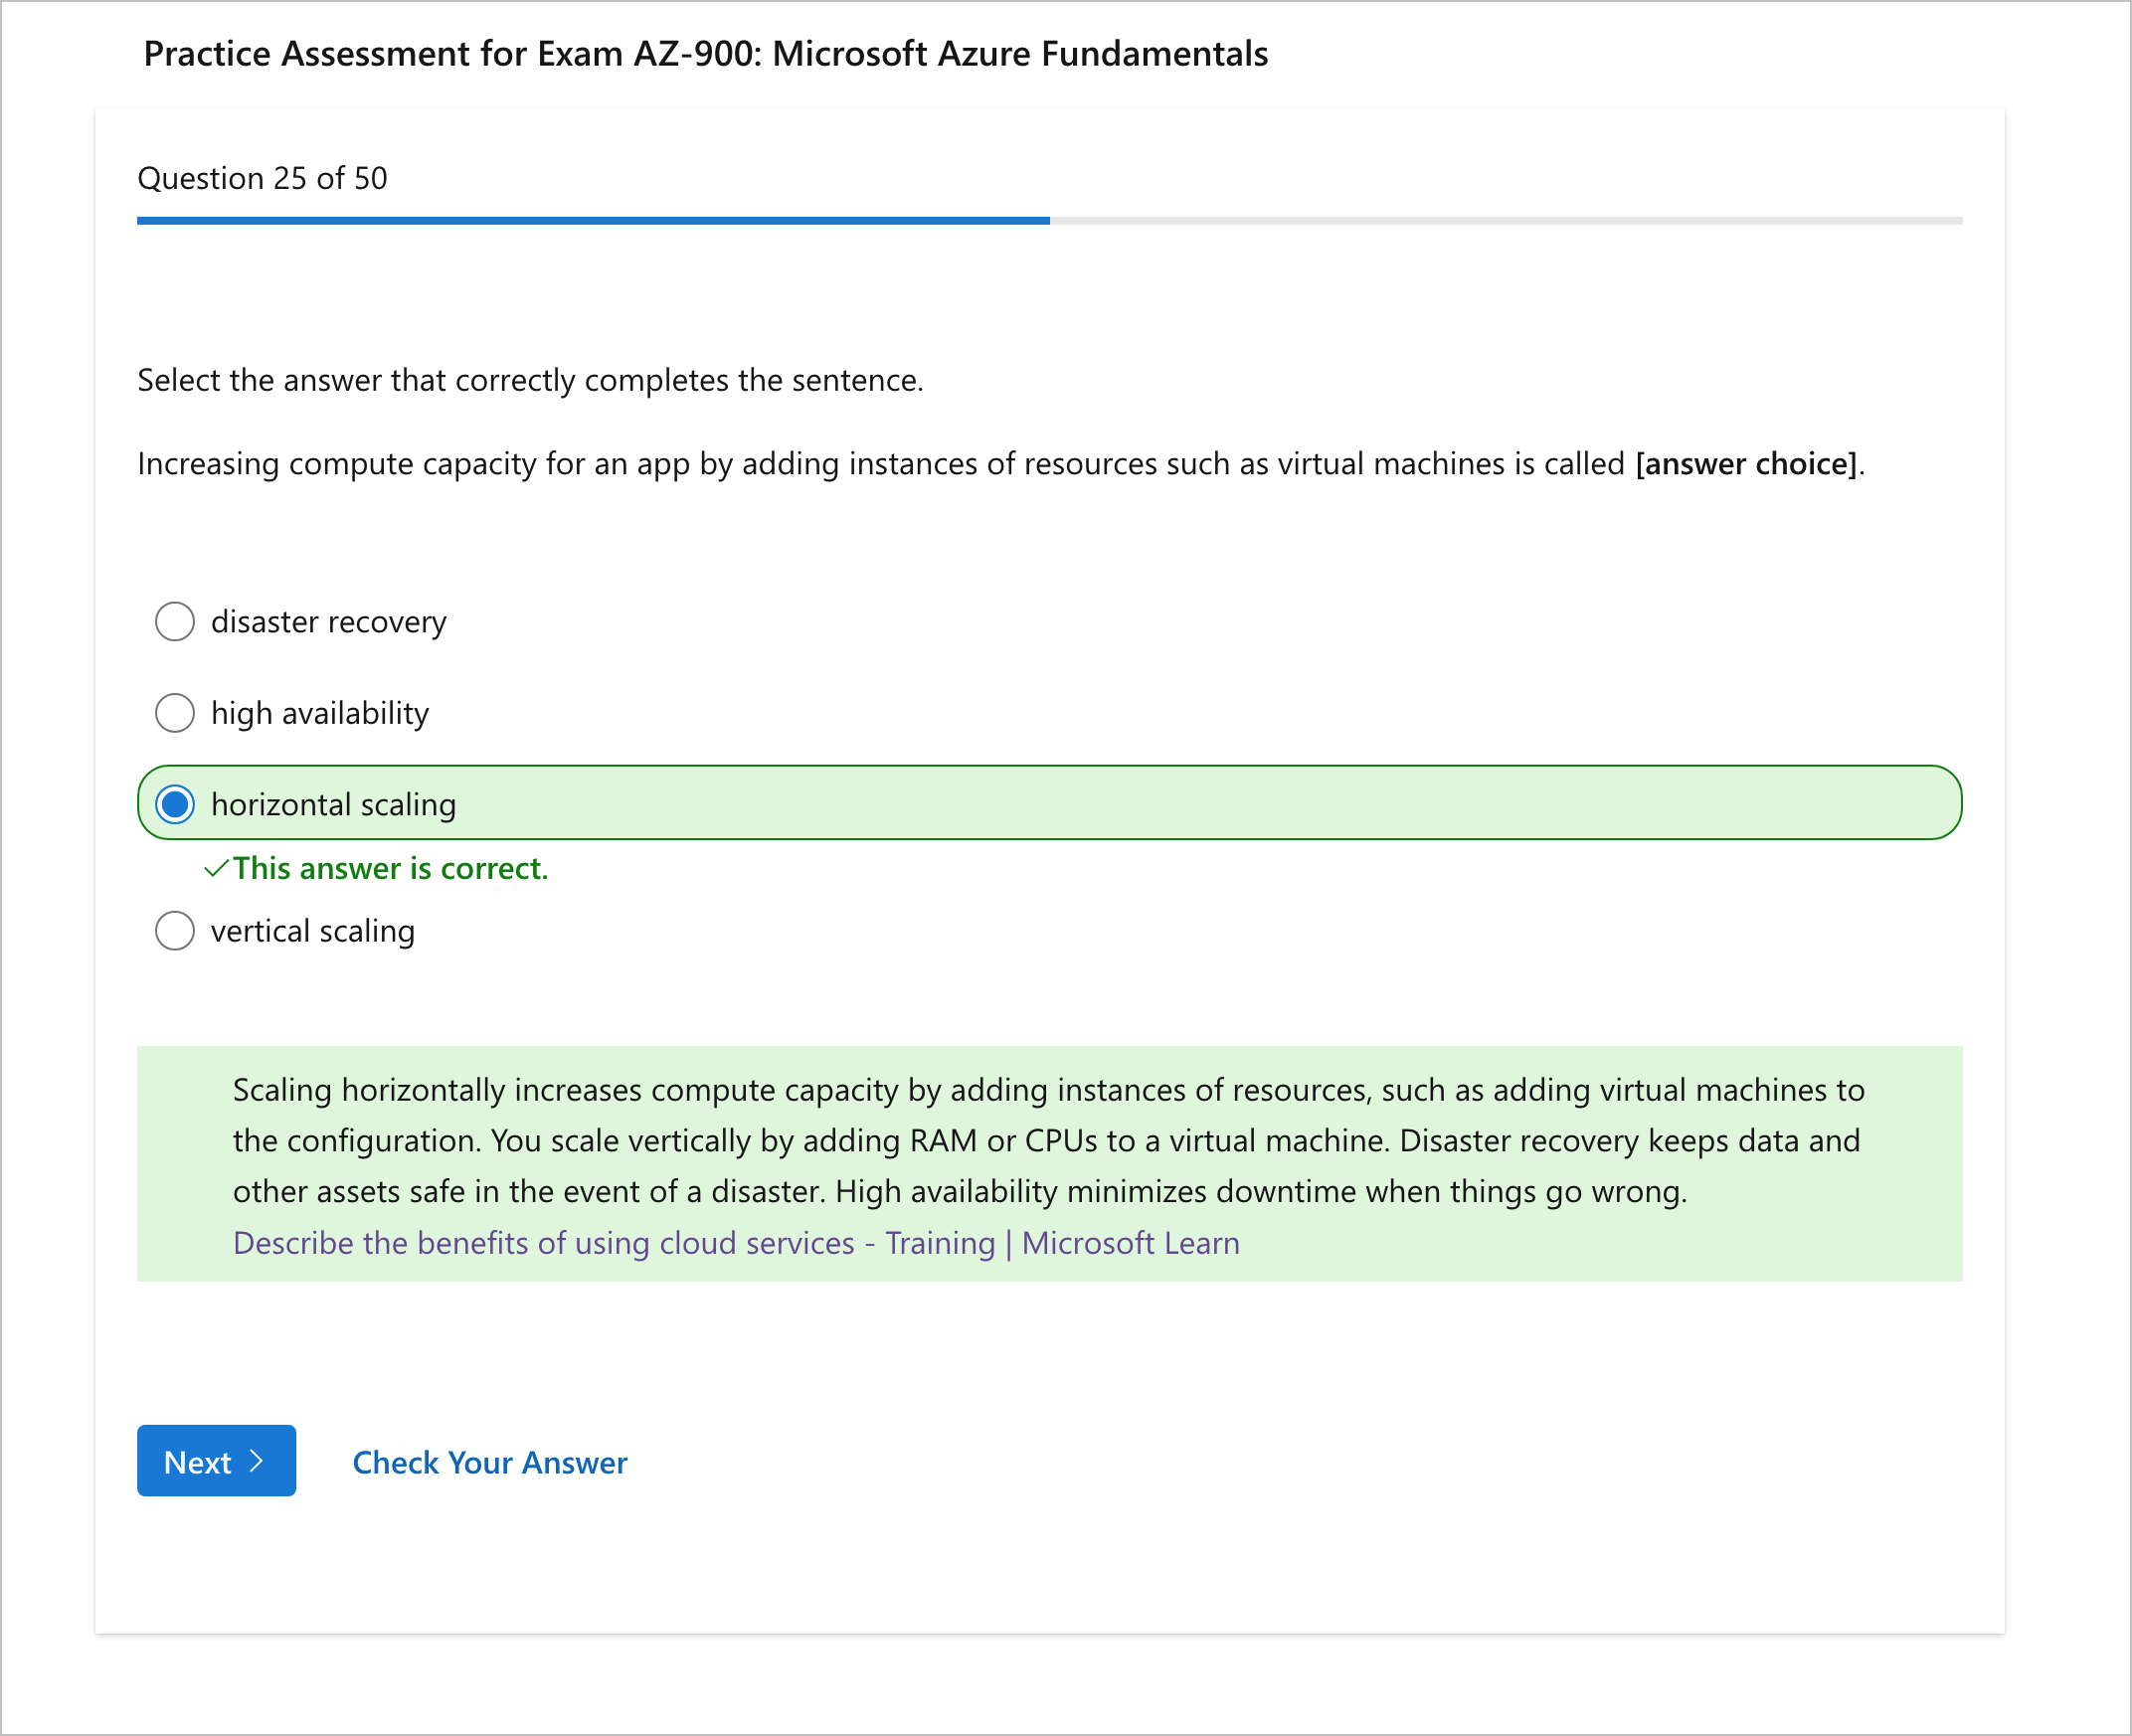 Practice Assessment for Exam AZ-900: Microsoft Azure Fundamentals
Question 25 of 50
Select the answer that correctly completes the sentence.
Increasing compute capacity for an app by adding instances of resources such as virtual machines is called [answer choice].
disaster recovery
high availability
horizontal scaling
This answer is correct.
vertical scaling
Scaling horizontally increases compute capacity by adding instances of resources, such as adding virtual machines to
the configuration. You scale vertically by adding RAM or CPUs to a virtual machine. Disaster recovery keeps data and
other assets safe in the event of a disaster. High availability minimizes downtime when things go wrong.
Describe the benefits of using cloud services - Training | Microsoft Learn
Next
Check Your Answer